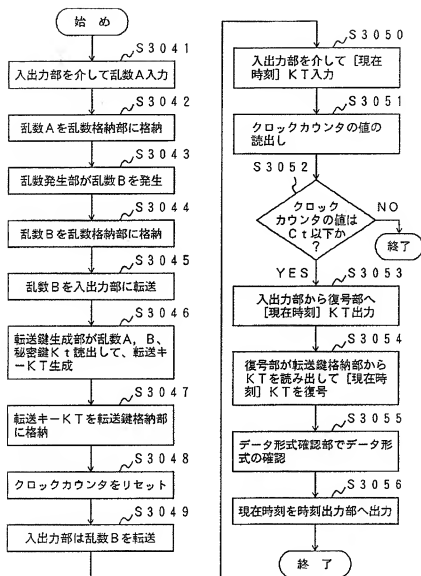 始め
S3041
入出力部を介して乱数A入力
S3042
乱数Aを乱数格納部に格納
S3043
乱数発生部が乱数Bを発生
S3044
乱数Bを乱数格納部に格納
S3045
乱数Bを入出力部に転送
S3046
転送鍵生成部が乱数A，B、
秘密鍵Kt読出して、転送キ
ーKT生成
S3047
転送キーKTを転送鍵格納部
に格納
S3048
クロックカウンタをリセット
S3049
入出力部は乱数Bを転送
S3050
入出力部を介して［現在
時刻］KT入力
S3051
クロックカウンタの値の
読出し
S3052
クロック
カウンタの値は
Ct以下か
?
NO
終了
YES
S3053
入出力部から復号部へ
［現在時刻］KT出力
S3054
復号部が転送鍵格納部から
KTを読み出して［現在時
刻］KTを復号
S3055
データ形式確認部でデータ形
式の確認
S3056
現在時刻を時刻出力部へ出力
終了